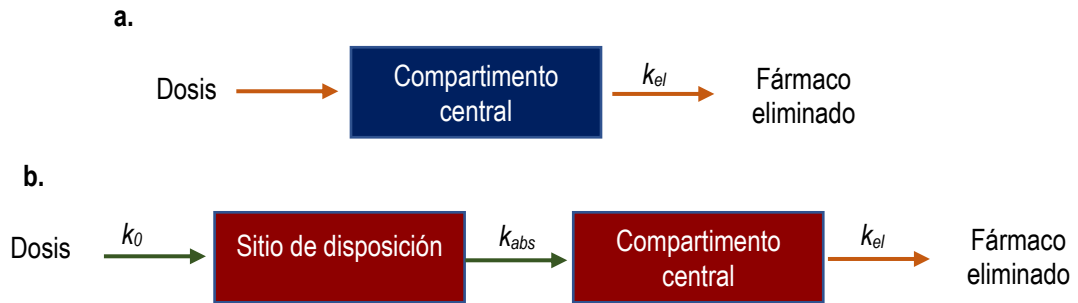 a.
Dosis
Compartimento
central
kel
Fármaco
eliminado
b.
Dosis
k0
Sitio de disposición
kabs
Compartimento
central
kel
Fármaco
eliminado